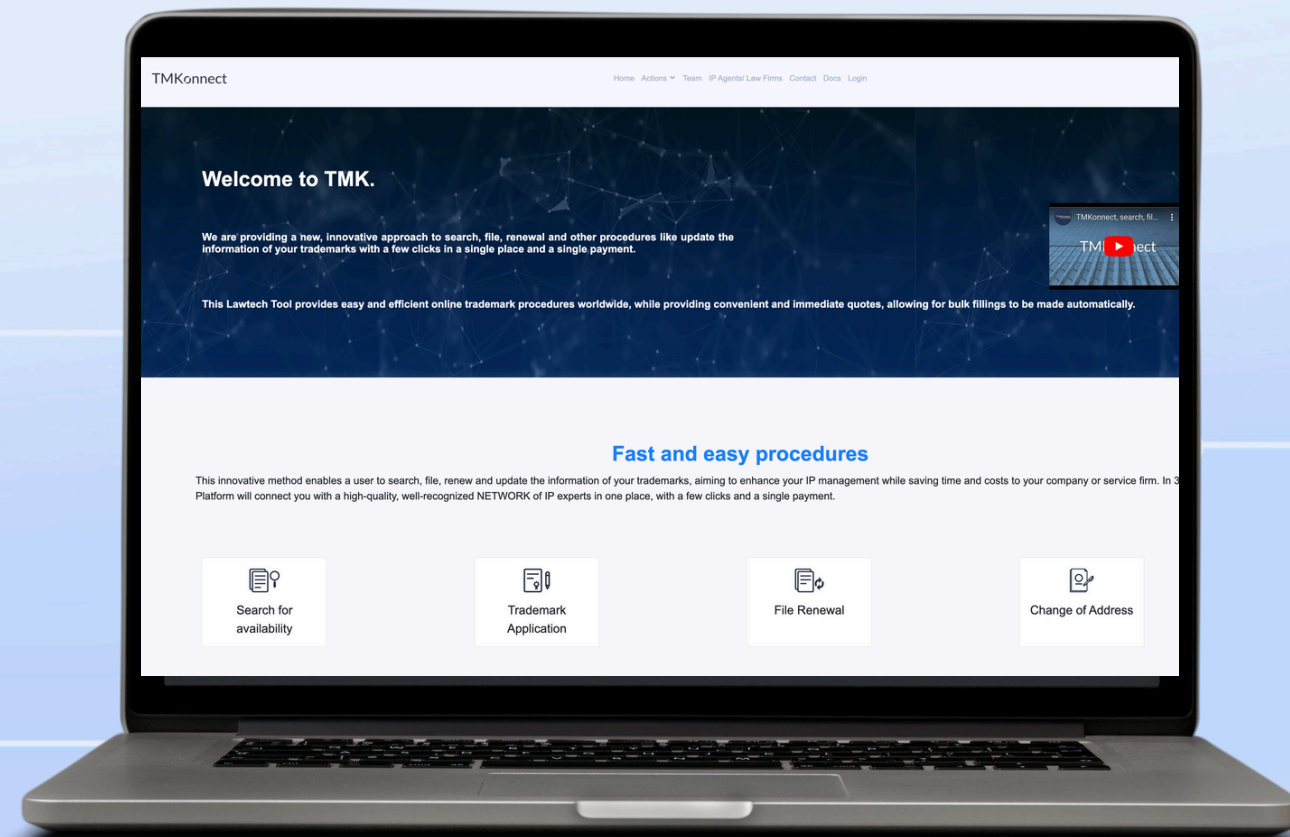 TMKonnect
Home Actions Team IP Agents/ Law Firms Contact Docs Login
Welcome to TMK.
We are providing a new, innovative approach to search, file, renewal and other procedures like update the
information of your trademarks with a few clicks in a single place and a single payment.
TMKonnect, search, fil...
TM ect
This Lawtech Tool provides easy and efficient online trademark procedures worldwide, while providing convenient and immediate quotes, allowing for bulk fillings to be made automatically.
Fast and easy procedures
This innovative method enables a user to search, file, renew and update the information of your trademarks, aiming to enhance your IP management while saving time and costs to your company or service firm. In 3
Platform will connect you with a high-quality, well-recognized NETWORK of IP experts in one place, with a few clicks and a single payment.
Search for
availability
Trademark
Application
File Renewal
Change of Address